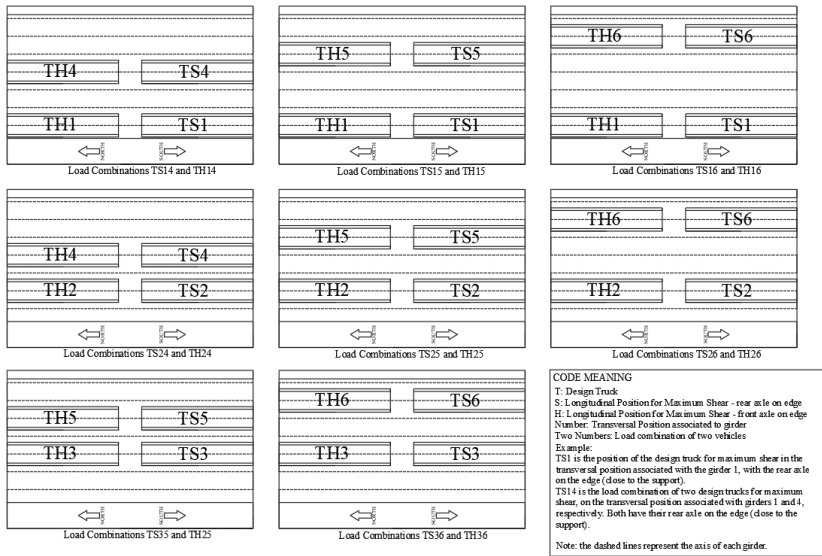 TH4 TS4
TH1 TS1
NORTH SOUTH
Load Combinations TS14 and TH14
TH5 TS5
TH1 TS1
NORTH SOUTH
Load Combinations TS15 and TH15
TH6 TS6
TH1 TS1
NORTH SOUTH
Load Combinations TS16 and TH16
TH4 TS4
TH2 TS2
NORTH SOUTH
Load Combinations TS24 and TH24
TH5 TS5
TH2 TS2
NORTH SOUTH
Load Combinations TS25 and TH25
TH6 TS6
TH2 TS2
NORTH SOUTH
Load Combinations TS26 and TH26
TH5 TS5
TH3 TS3
NORTH SOUTH
Load Combinations TS35 and TH25
TH6 TS6
TH3 TS3
NORTH SOUTH
Load Combinations TS36 and TH36
CODE MEANING
T: Design Truck
S: Longitudinal Position for Maximum Shear - rear axle on edge
H: Longitudinal Position for Maximum Shear - front axle on edge
Number: Transversal Position associated to girder
Two Numbers: Load combination of two vehicles
Example:
TS1 is the position of the design truck for maximum shear in the
transversal position associated with the girder 1, with the rear axle
on the edge (close to the support).
TS14 is the load combination of two design trucks for maximum
shear, on the transversal position associated with girders 1 and 4,
respectively. Both have their rear axle on the edge (close to the
support).
Note: the dashed lines represent the axis of each girder.